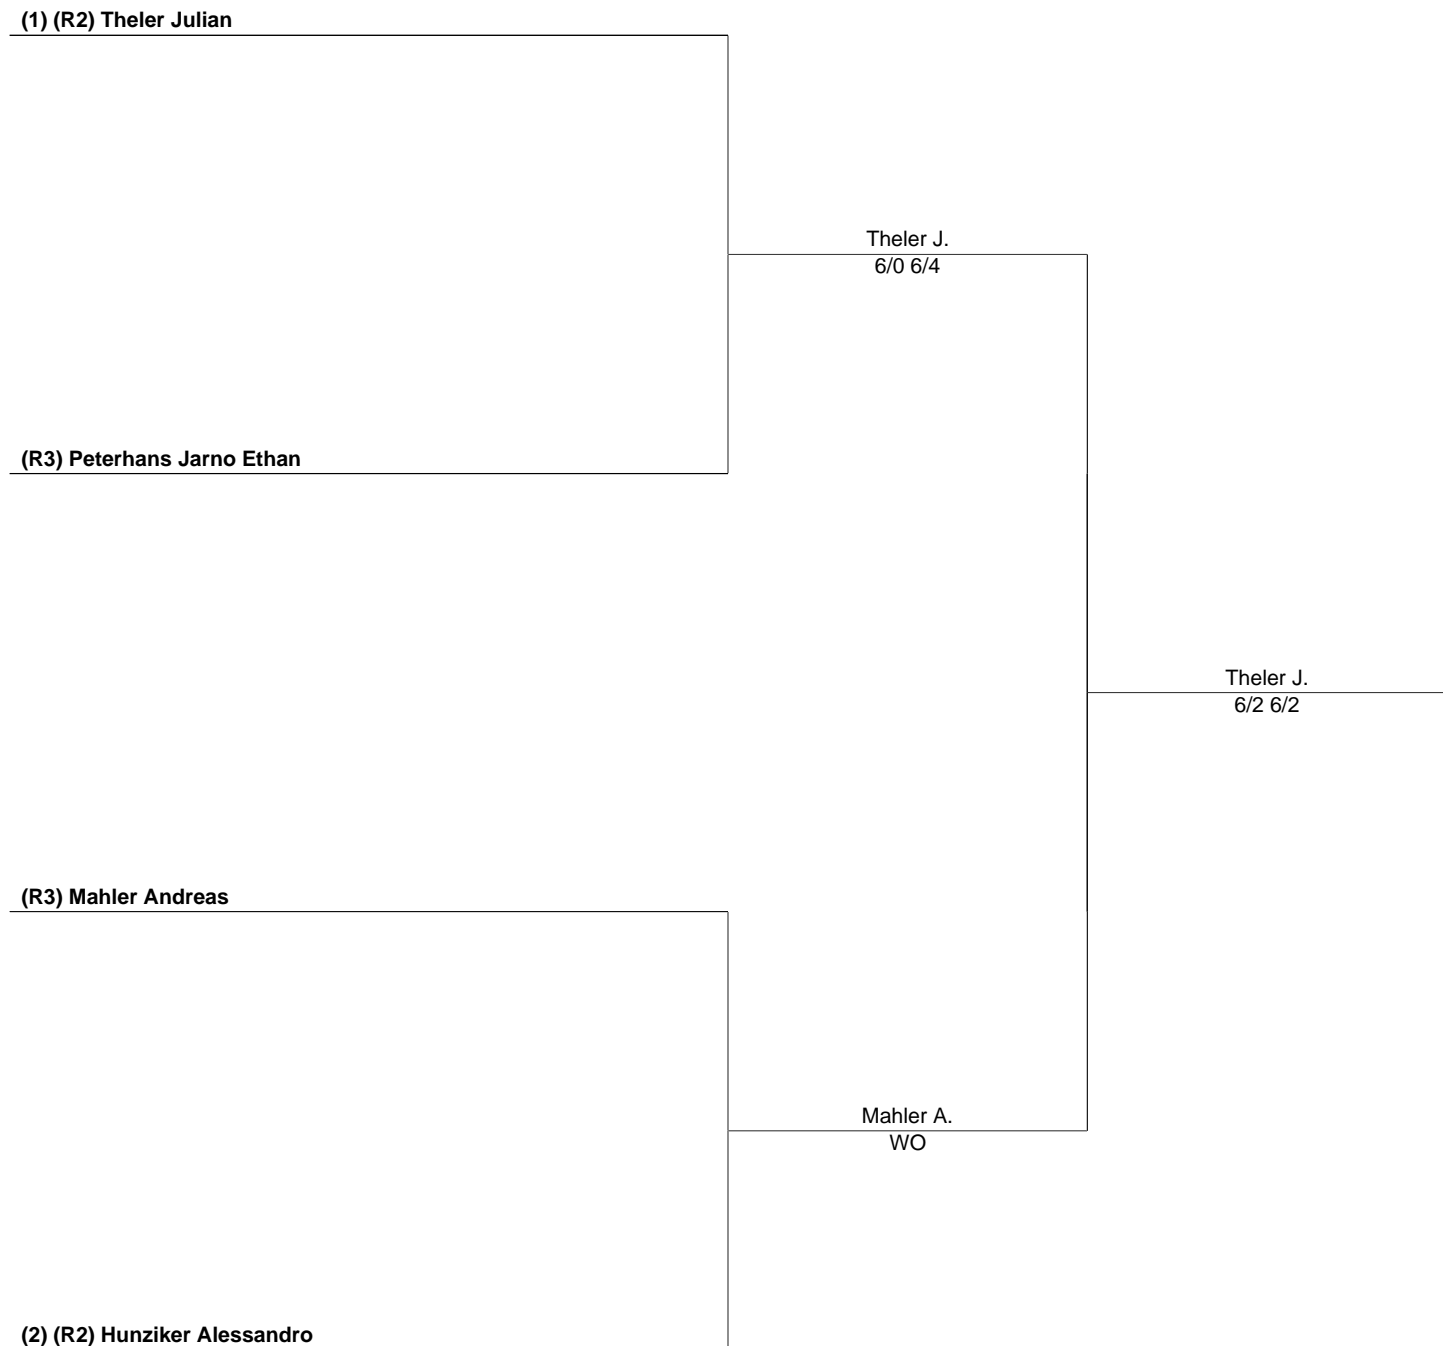 (1) (R2) Theler Julian
Theler J.
6/0 6/4
(R3) Peterhans Jarno Ethan
Theler J.
6/2 6/2
(R3) Mahler Andreas
Mahler A.
WO
(2) (R2) Hunziker Alessandro